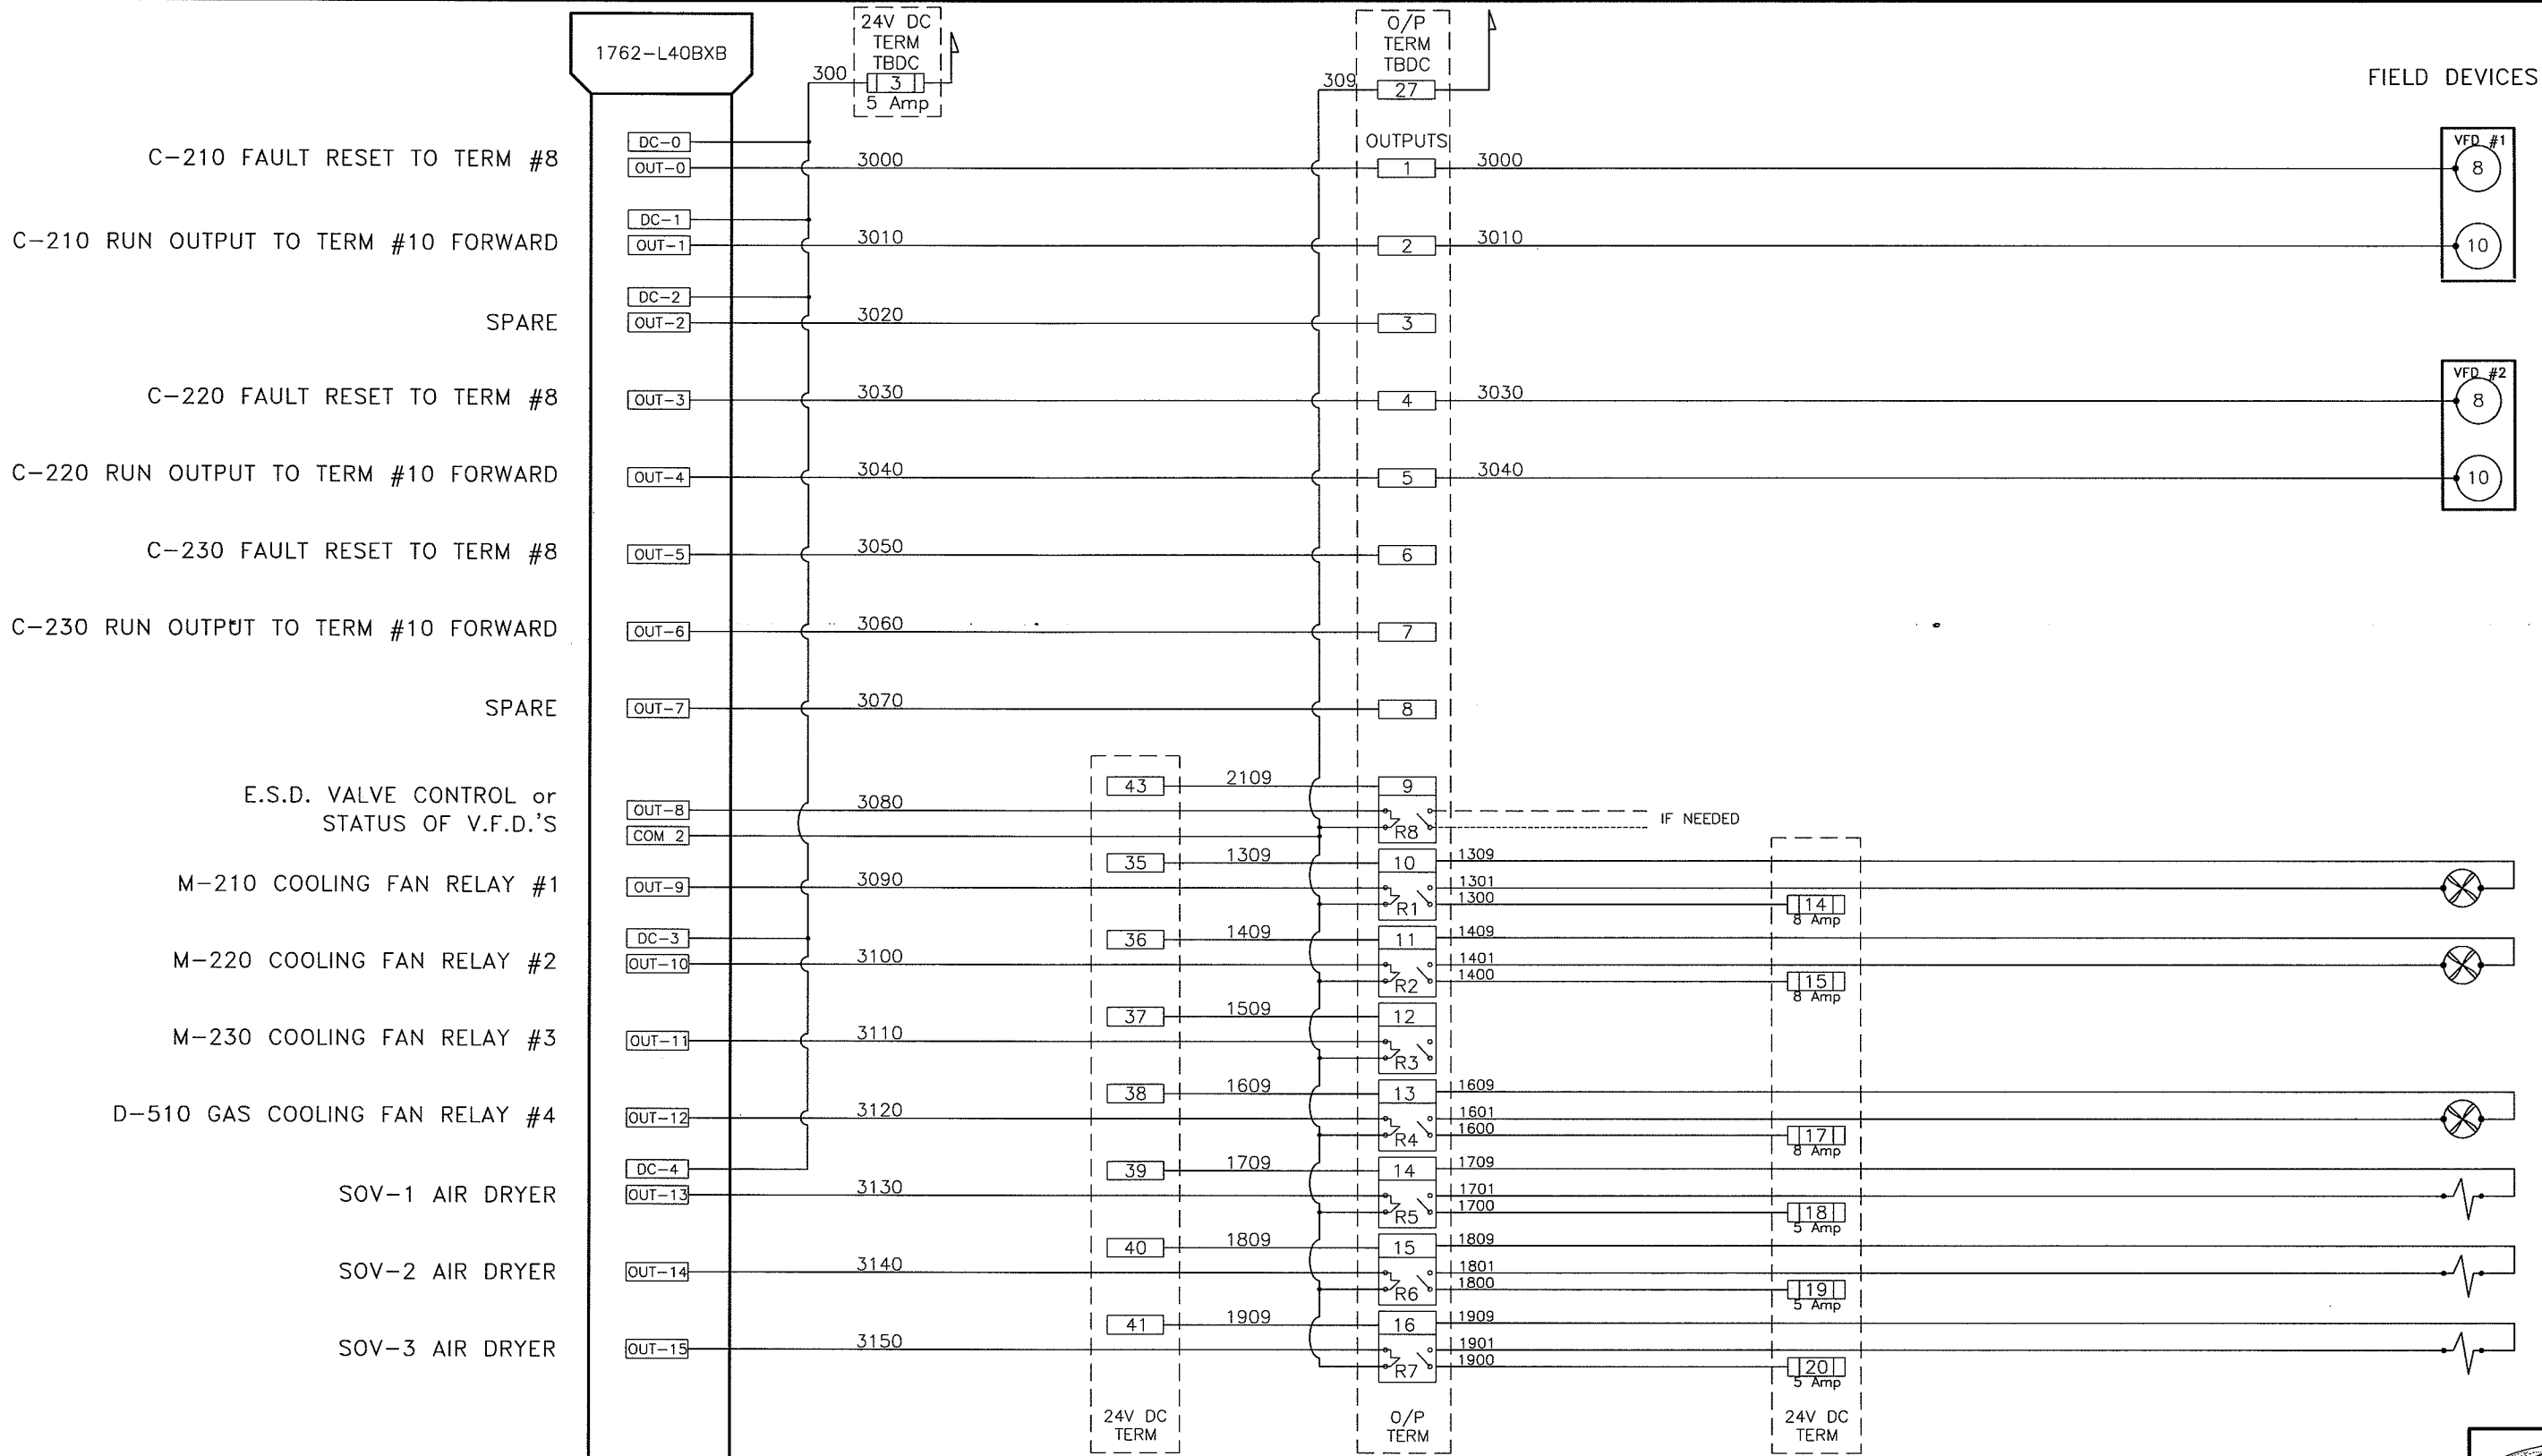 1762-L40BXB
24V DC
TERM
TBDC
300
3
5 Amp
O/P
TERM
TBDC
309
27
FIELD DEVICES
OUTPUTS
DC-0
C-210 FAULT RESET TO TERM #8
OUT-0
3000
1
3000
VFD #1
8
DC-1
C-210 RUN OUTPUT TO TERM #10 FORWARD
OUT-1
3010
2
3010
10
DC-2
SPARE
OUT-2
3020
3
C-220 FAULT RESET TO TERM #8
OUT-3
3030
4
3030
VFD #2
8
C-220 RUN OUTPUT TO TERM #10 FORWARD
OUT-4
3040
5
3040
10
C-230 FAULT RESET TO TERM #8
OUT-5
3050
6
C-230 RUN OUTPUT TO TERM #10 FORWARD
OUT-6
3060
7
SPARE
OUT-7
3070
8
43
2109
9
E.S.D. VALVE CONTROL or
STATUS OF V.F.D.'S
OUT-8
3080
COM 2
R8
IF NEEDED
35
1309
10
1309
M-210 COOLING FAN RELAY #1
OUT-9
3090
R1
1301
1300
14
8 Amp
DC-3
36
1409
11
1409
M-220 COOLING FAN RELAY #2
OUT-10
3100
R2
1401
1400
15
8 Amp
37
1509
12
M-230 COOLING FAN RELAY #3
OUT-11
3110
R3
38
1609
13
1609
D-510 GAS COOLING FAN RELAY #4
OUT-12
3120
R4
1601
1600
17
8 Amp
DC-4
39
1709
14
1709
SOV-1 AIR DRYER
OUT-13
3130
R5
1701
1700
18
5 Amp
40
1809
15
1809
SOV-2 AIR DRYER
OUT-14
3140
R6
1801
1800
19
5 Amp
41
1909
16
1909
SOV-3 AIR DRYER
OUT-15
3150
R7
1901
1900
20
5 Amp
24V DC
TERM
O/P
TERM
24V DC
TERM